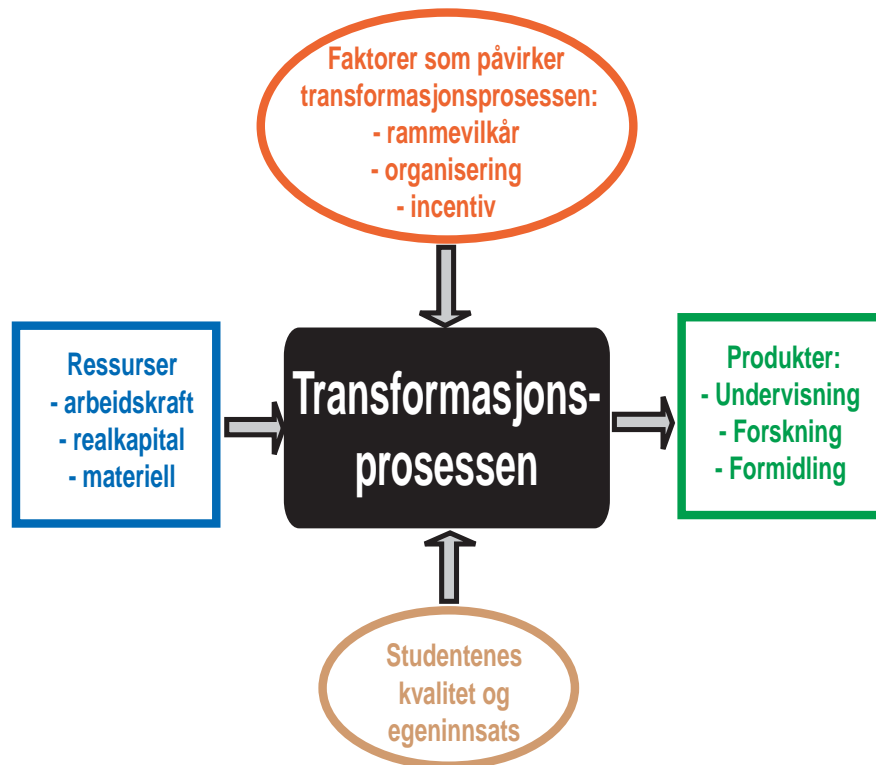 Faktorer som påvirker
transformasjonsprosessen:
- rammevilkår
- organisering
- incentiv
Ressurser
- arbeidskraft
- realkapital
- materiell
Transformasjons-
prosessen
Produkter:
- Undervisning
- Forskning
- Formidling
Studentenes
kvalitet og
egeninnsats